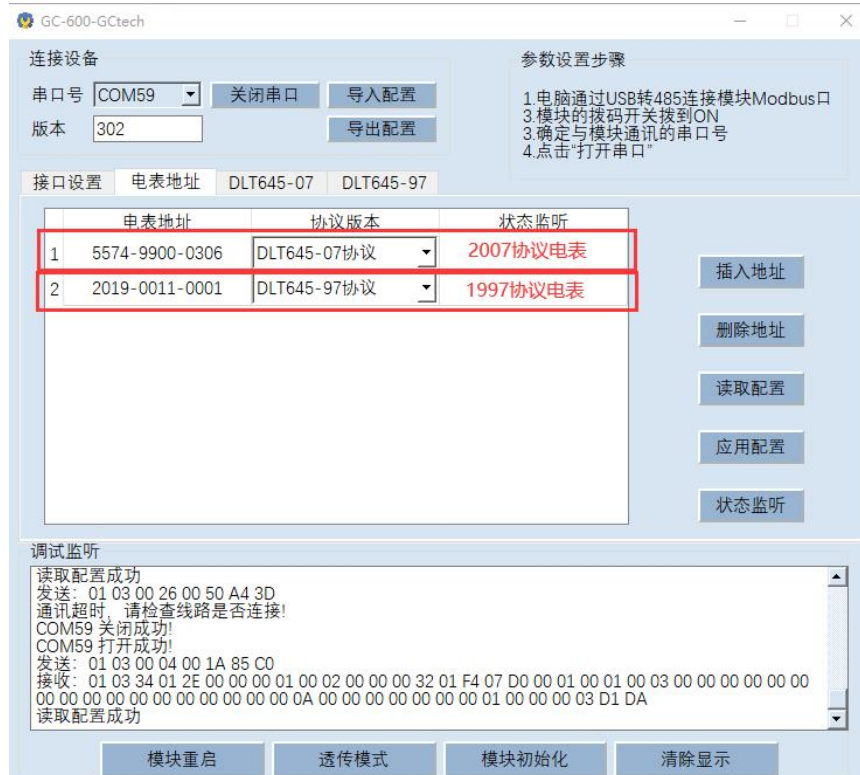 GC-600-GCtech
连接设备
串口号 COM59 关闭串口 导入配置
版本 302 导出配置
参数设置步骤
1.电脑通过USB转485连接模块Modbus口
3.模块的拨码开关拨到ON
3.确定与模块通讯的串口号
4.点击“打开串口”
接口设置 电表地址 DLT645-07 DLT645-97
电表地址 协议版本 状态监听
1 5574-9900-0306 DLT645-07协议 2007协议电表
2 2019-0011-0001 DLT645-97协议 1997协议电表
插入地址
删除地址
读取配置
应用配置
状态监听
调试监听
读取配置成功
发送：01 03 00 26 00 50 A4 3D
通讯超时，请检查线路是否连接!
COM59 关闭成功!
COM59 打开成功!
发送：01 03 00 04 00 1A 85 C0
接收：01 03 34 01 2E 00 00 00 01 00 02 00 00 00 32 01 F4 07 D0 00 01 00 01 00 03 00 00 00 00 00 00
00 00 00 00 00 00 00 00 00 00 0A 00 00 00 00 00 00 00 01 00 00 00 03 D1 DA
读取配置成功
模块重启 透传模式 模块初始化 清除显示